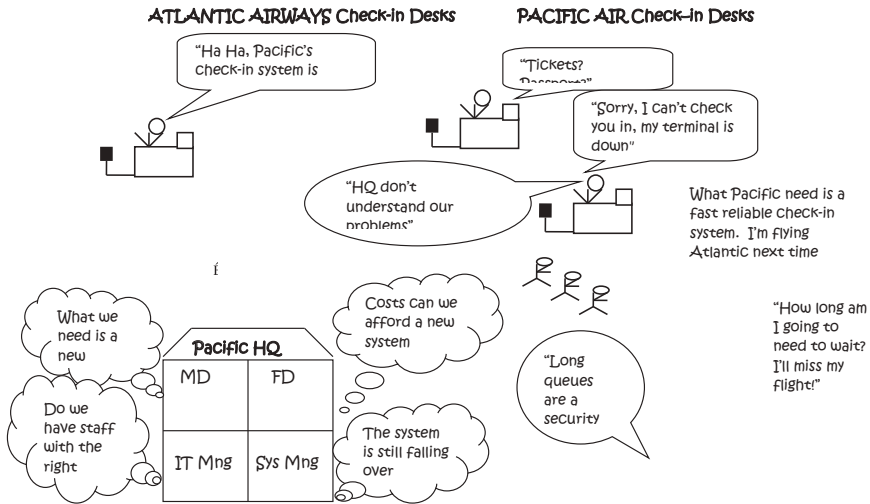 ATLANTIC AIRWAYS Check-in Desks
PACIFIC AIR Check-in Desks
"Ha Ha, Pacific's
check-in system is
"Tickets?
Passport?"
"Sorry, I can't check
you in, my terminal is
down"
"HQ don't
understand our
problems"
What Pacific need is a
fast reliable check-in
system. I'm flying
Atlantic next time
É
What we
need is a
new
Costs can we
afford a new
system
"How long am
I going to
need to wait?
I'll miss my
flight!"
Pacific HQ
MD
FD
"Long
queues
are a
security
Do we
have staff
with the
right
IT Mng
Sys Mng
The system
is still falling
over